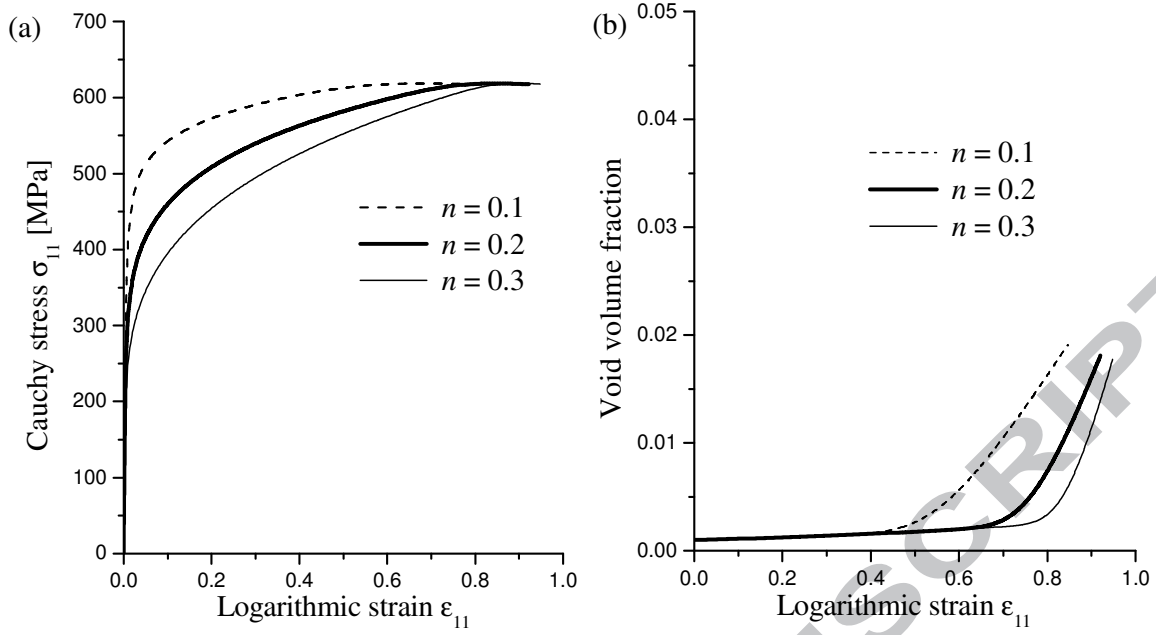 (a)
700
600
500
400
300
200
100
0
Cauchy stress σ11 [MPa]
n = 0.1
n = 0.2
n = 0.3
0.0 0.2 0.4 0.6 0.8 1.0
Logarithmic strain ε11
(b)
0.05
0.04
0.03
0.02
0.01
0.00
Void volume fraction
n = 0.1
n = 0.2
n = 0.3
0.0 0.2 0.4 0.6 0.8 1.0
Logarithmic strain ε11
USCRIPT